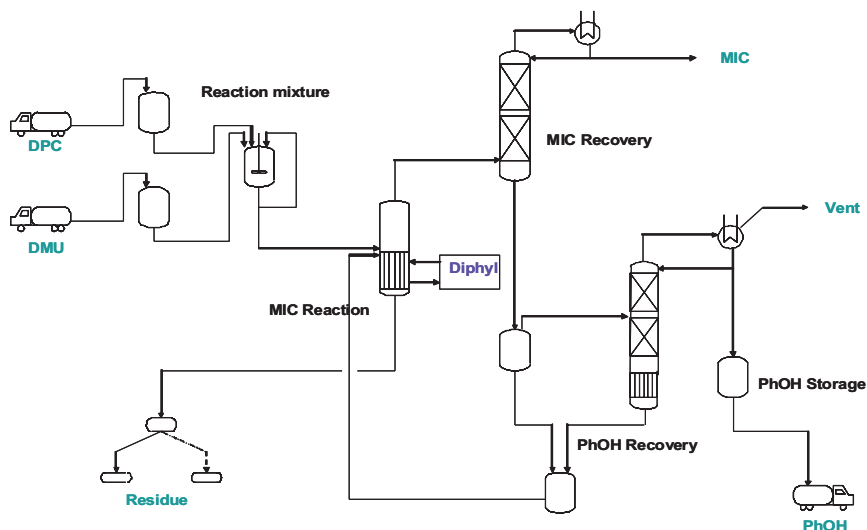 MIC
Reaction mixture
MIC Recovery
DPC
Vent
DMU
Diphyl
MIC Reaction
PhOH Storage
PhOH Recovery
Residue
PhOH